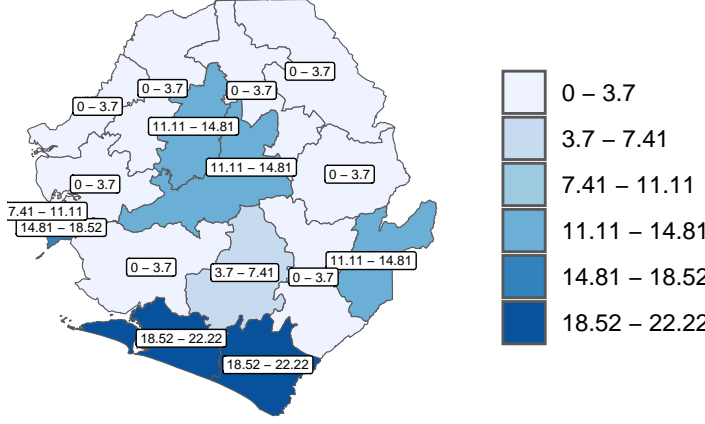 0 – 3.7
0 – 3.7
0 – 3.7
0 – 3.7
11.11 – 14.81
11.11 – 14.81
0 – 3.7
0 – 3.7
7.41 – 11.11
14.81 – 18.52
11.11 – 14.81
0 – 3.7
3.7 – 7.41
0 – 3.7
18.52 – 22.22
18.52 – 22.22
0 – 3.7
3.7 – 7.41
7.41 – 11.11
11.11 – 14.81
14.81 – 18.52
18.52 – 22.22